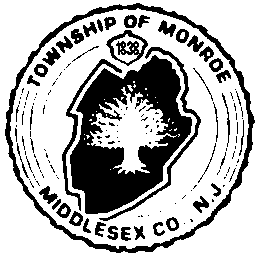 TOWNSHIP OF MONROE
1838
MIDDLESEX CO., N.J.